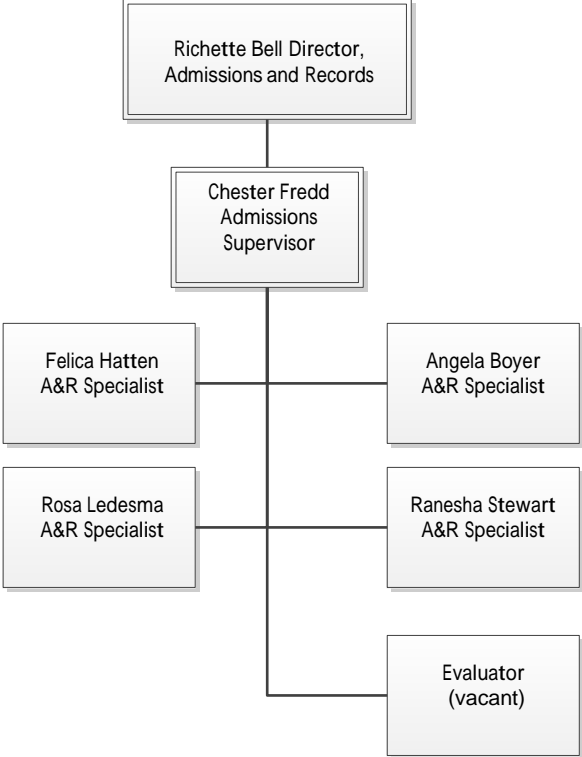 Richette Bell Director,
Admissions and Records
Chester Fredd
Admissions
Supervisor
Felica Hatten
A&R Specialist
Angela Boyer
A&R Specialist
Rosa Ledesma
A&R Specialist
Ranesha Stewart
A&R Specialist
Evaluator
(vacant)